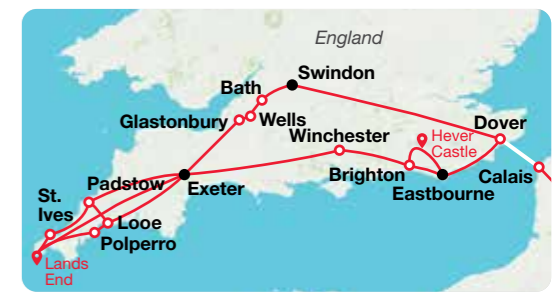 England
Swindon
Bath
Glastonbury
Wells
Winchester
Dover
Hever
Castle
Brighton
Calais
Eastbourne
Padstow
Exeter
St.
Ives
Looe
Polperro
Lands
End